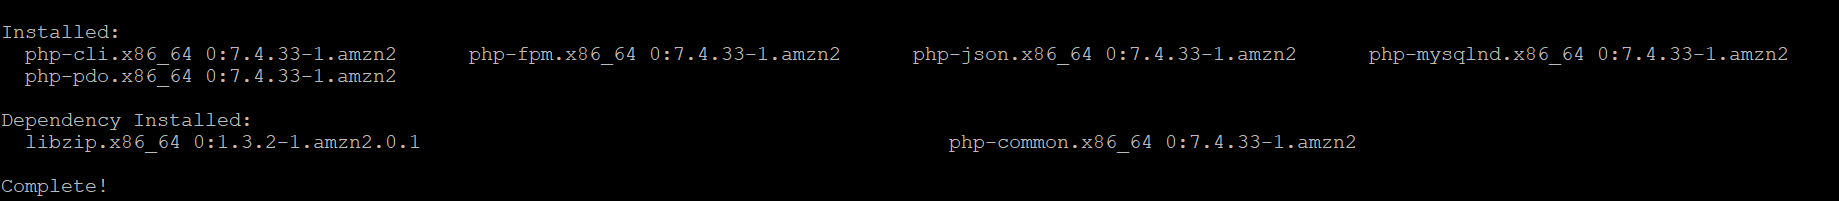 Installed:
php-cli.x86_64 0:7.4.33-1.amzn2 php-fpm.x86_64 0:7.4.33-1.amzn2 php-json.x86_64 0:7.4.33-1.amzn2 php-mysqlnd.x86_64 0:7.4.33-1.amzn2
php-pdo.x86_64 0:7.4.33-1.amzn2
Dependency Installed:
libzip.x86_64 0:1.3.2-1.amzn2.0.1 php-common.x86_64 0:7.4.33-1.amzn2
Complete!